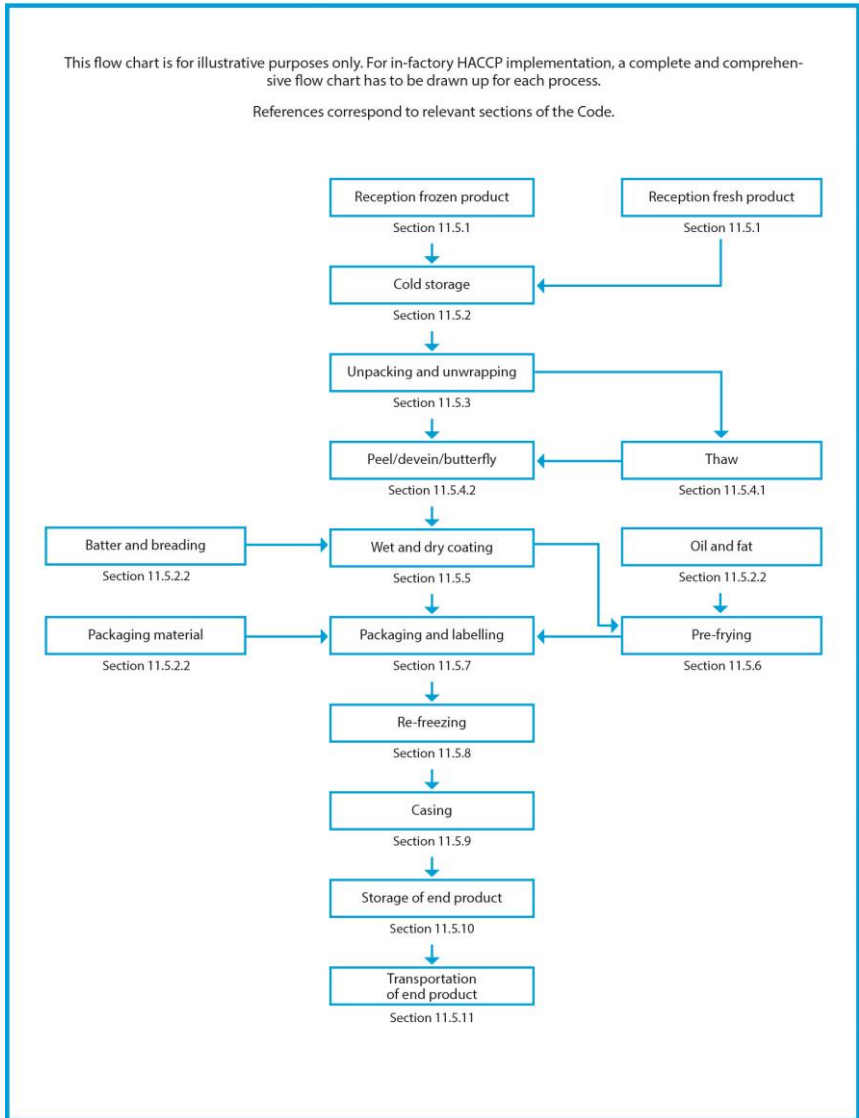 This flow chart is for illustrative purposes only. For in-factory HACCP implementation, a complete and comprehen-
sive flow chart has to be drawn up for each process.
References correspond to relevant sections of the Code.
Reception frozen product
Section 11.5.1
Reception fresh product
Section 11.5.1
Cold storage
Section 11.5.2
Unpacking and unwrapping
Section 11.5.3
Peel/devein/butterfly
Section 11.5.4.2
Thaw
Section 11.5.4.1
Batter and breading
Section 11.5.2.2
Wet and dry coating
Section 11.5.5
Oil and fat
Section 11.5.2.2
Packaging material
Section 11.5.2.2
Packaging and labelling
Section 11.5.7
Pre-frying
Section 11.5.6
Re-freezing
Section 11.5.8
Casing
Section 11.5.9
Storage of end product
Section 11.5.10
Transportation
of end product
Section 11.5.11